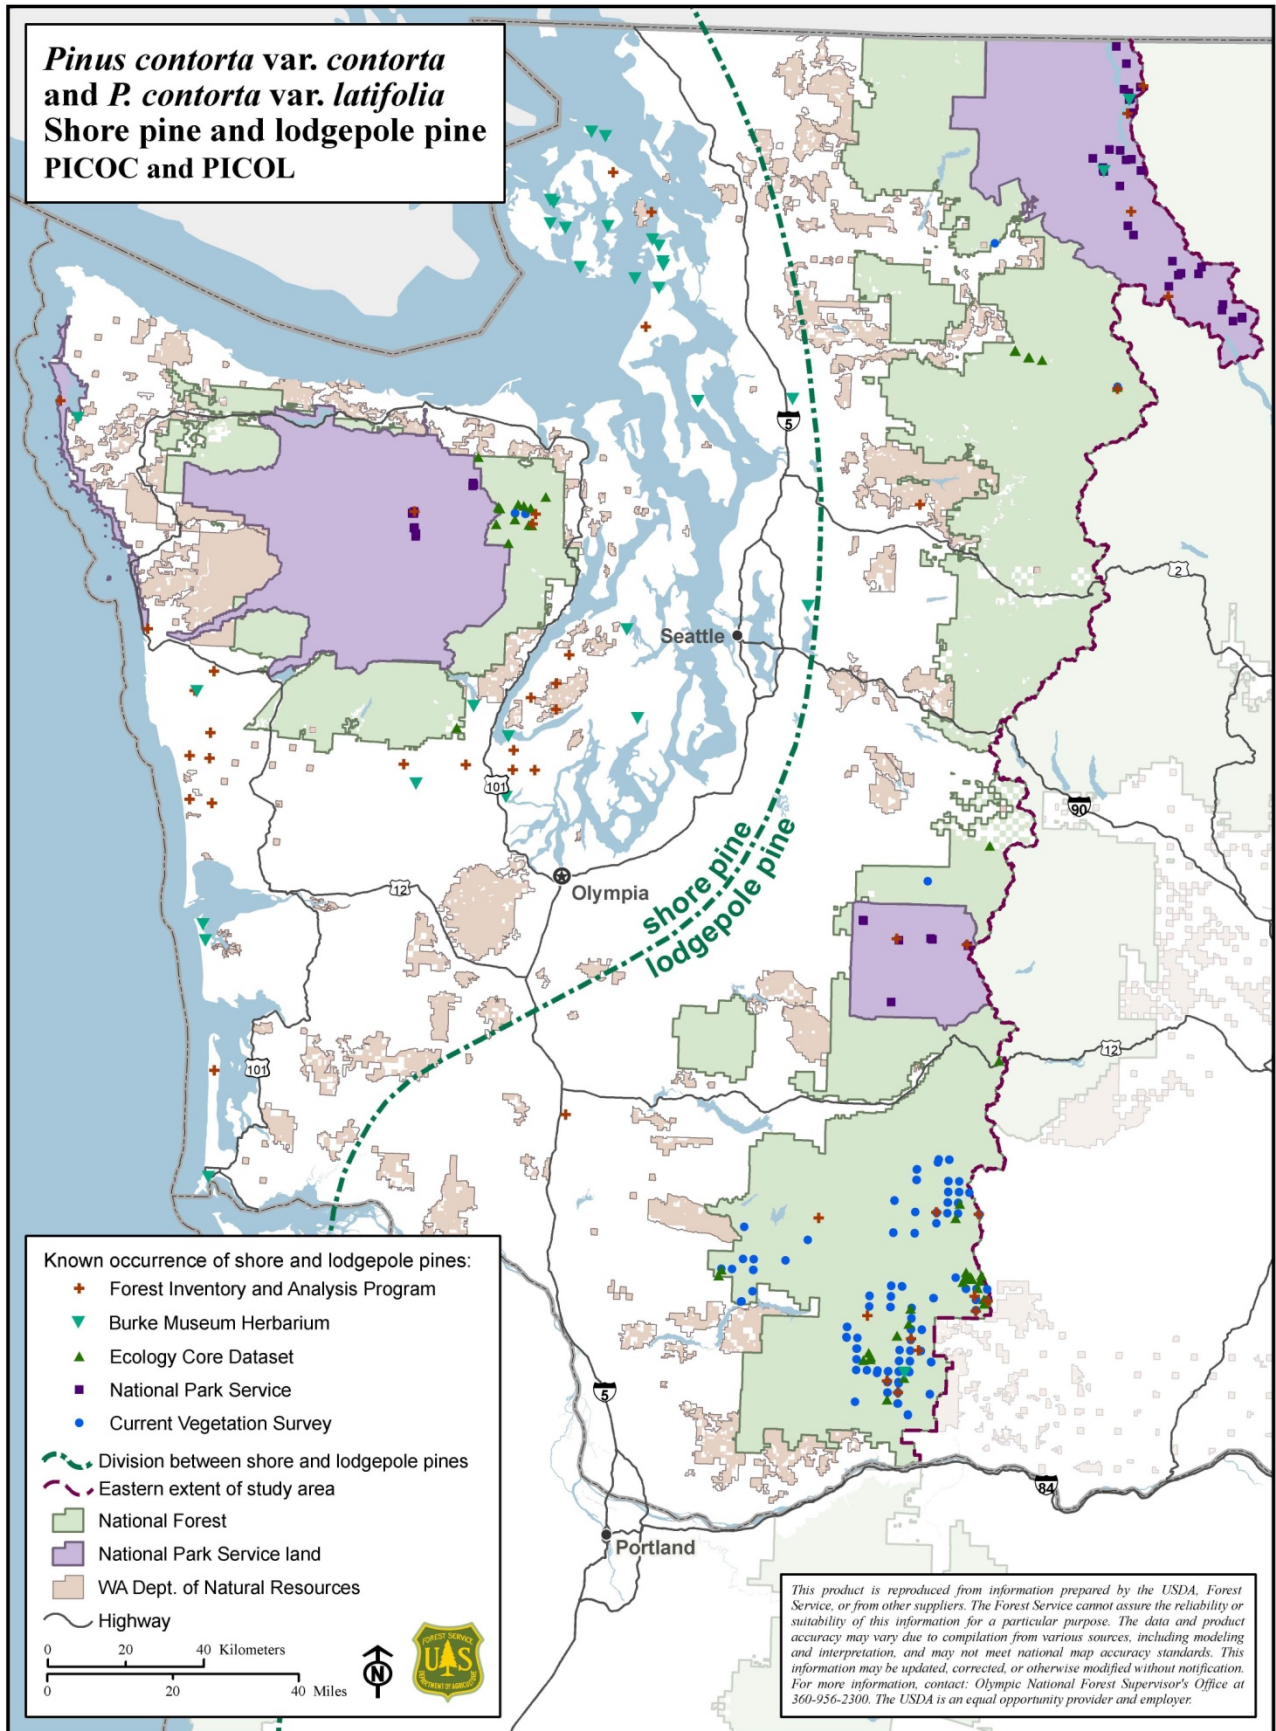 Pinus contorta var. contorta
and P. contorta var. latifolia
Shore pine and lodgepole pine
PICOC and PICOL
5
2
Seattle
101
90
shore pine
lodgepole pine
12
Olympia
101
12
5
84
Portland
Known occurrence of shore and lodgepole pines:
Forest Inventory and Analysis Program
Burke Museum Herbarium
Ecology Core Dataset
National Park Service
Current Vegetation Survey
Division between shore and lodgepole pines
Eastern extent of study area
National Forest
National Park Service land
WA Dept. of Natural Resources
Highway
0 20 40 Kilometers
0 20 40 Miles
N
FOREST SERVICE
U S
DEPARTMENT OF AGRICULTURE
This product is reproduced from information prepared by the USDA, Forest
Service, or from other suppliers. The Forest Service cannot assure the reliability or
suitability of this information for a particular purpose. The data and product
accuracy may vary due to compilation from various sources, including modeling
and interpretation, and may not meet national map accuracy standards. This
information may be updated, corrected, or otherwise modified without notification.
For more information, contact: Olympic National Forest Supervisor's Office at
360-956-2300. The USDA is an equal opportunity provider and employer.